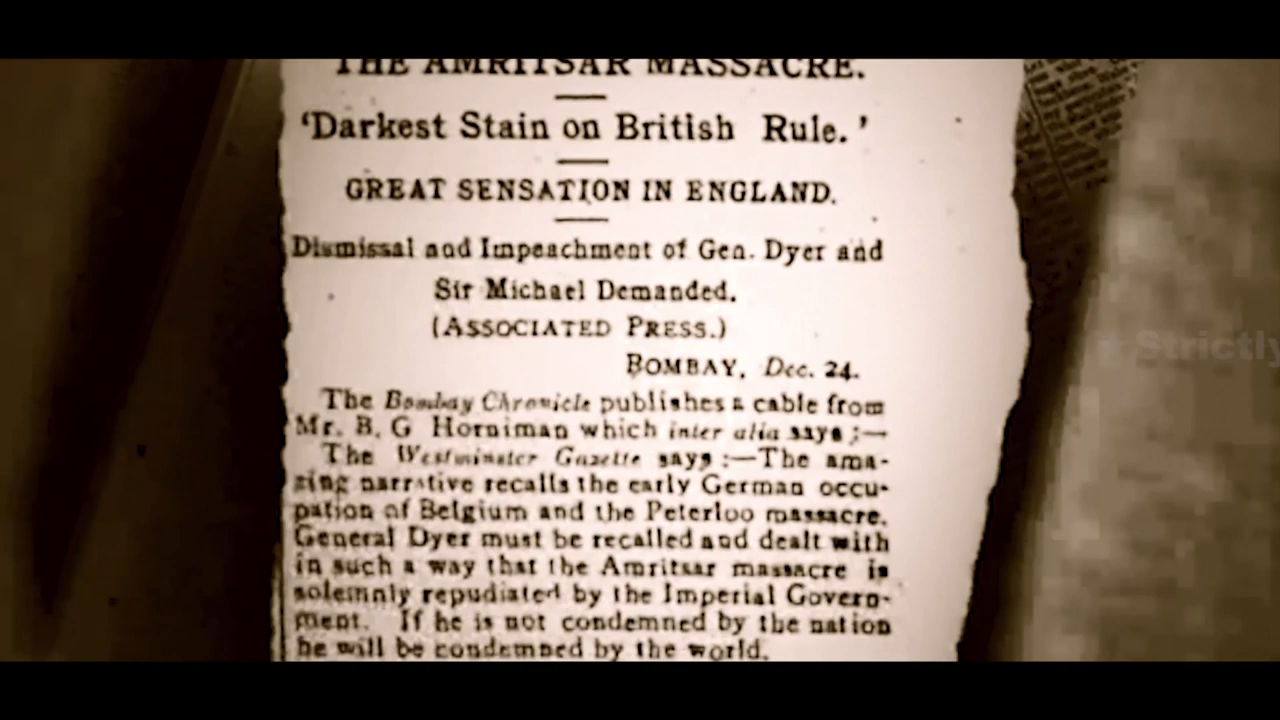 THE AMRITSAR MASSACRE.
'Darkest Stain on British Rule.'
GREAT SENSATION IN ENGLAND.
Dismissal and Impeachment of Gen. Dyer and
Sir Michael Demanded.
(ASSOCIATED PRESS.)
BOMBAY, Dec. 24.
The Bombay Chronicle publishes a cable from
Mr. B. G Horniman which inter alia says ;—
The Westminster Gazette says :—The ama-
zing narrative recalls the early German occu-
pation of Belgium and the Peterloo massacre.
General Dyer must be recalled and dealt with
in such a way that the Amritsar massacre is
solemnly repudiated by the Imperial Govern-
ment. If he is not condemned by the nation
he will be condemned by the world.
Strictly